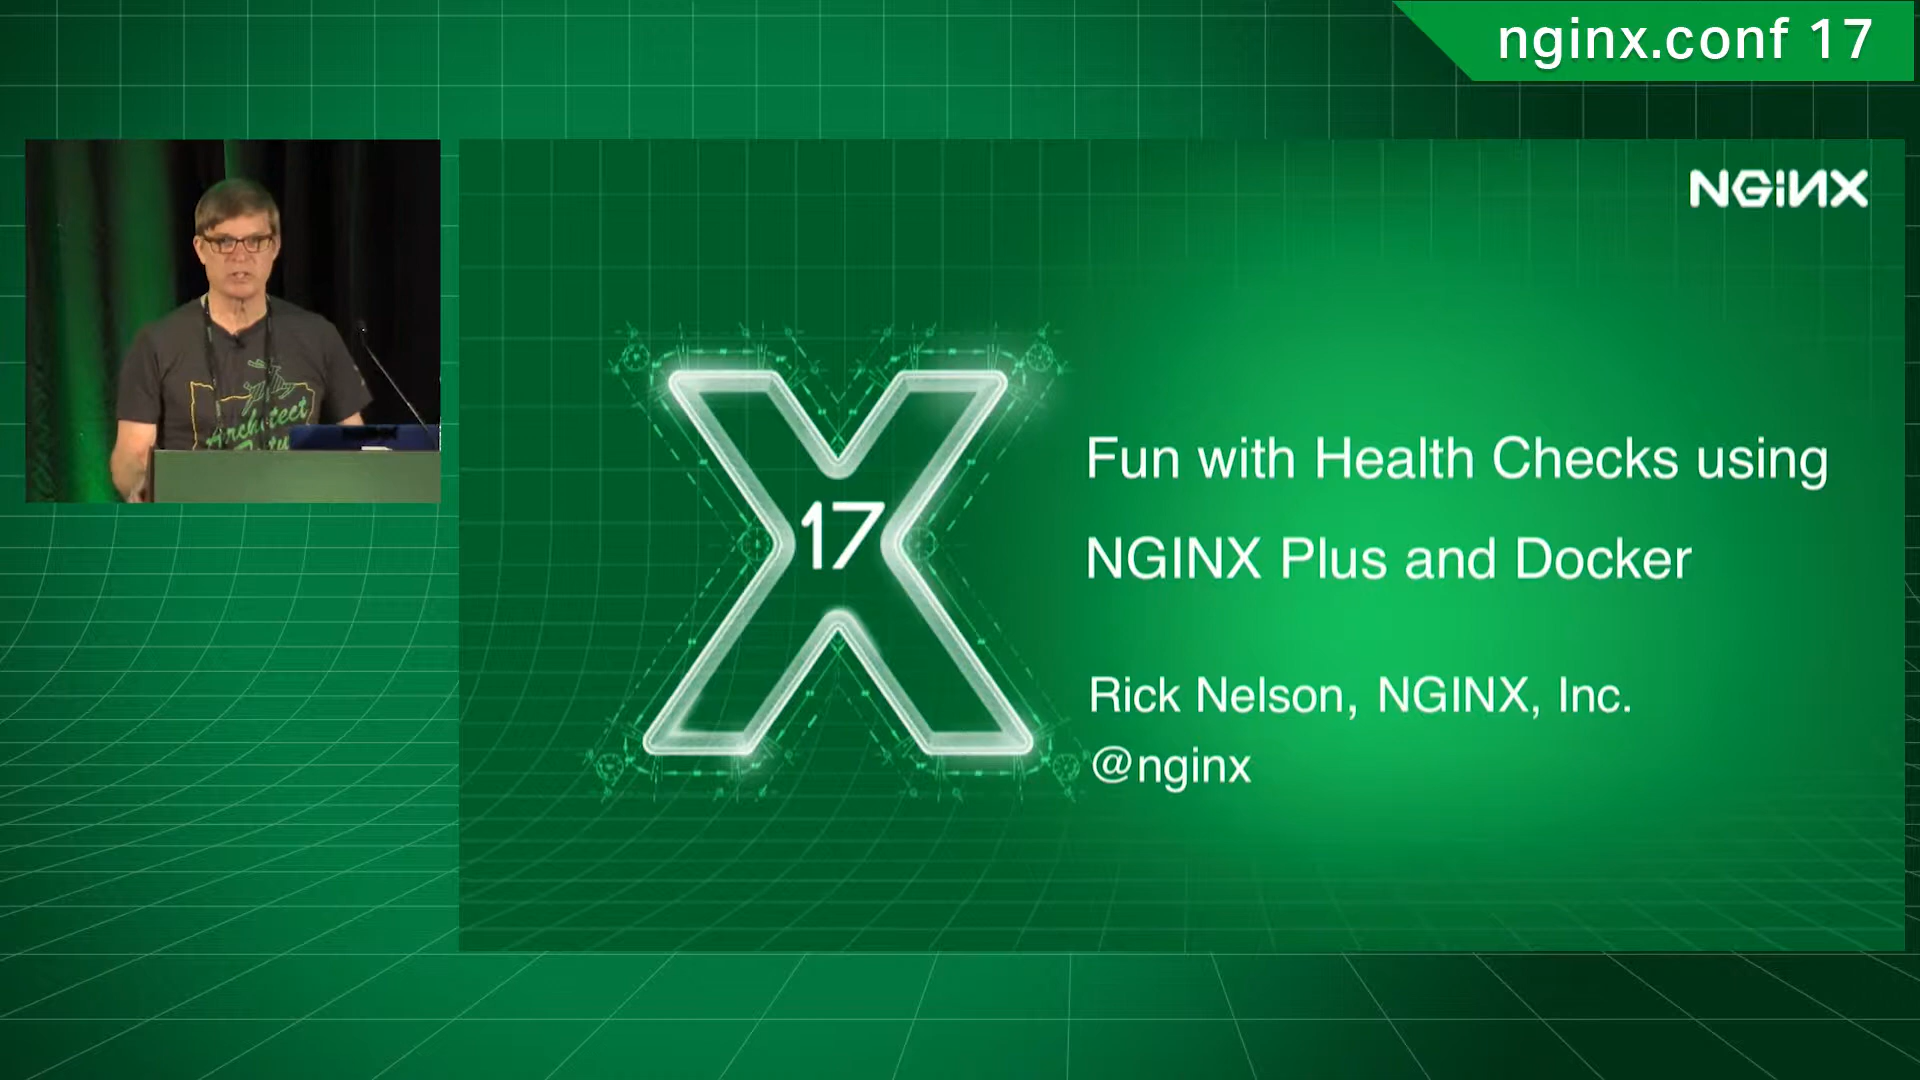 nginx.conf 17
NGiNX
17
Fun with Health Checks using
NGINX Plus and Docker
Rick Nelson, NGINX, Inc.
@nginx
Architect